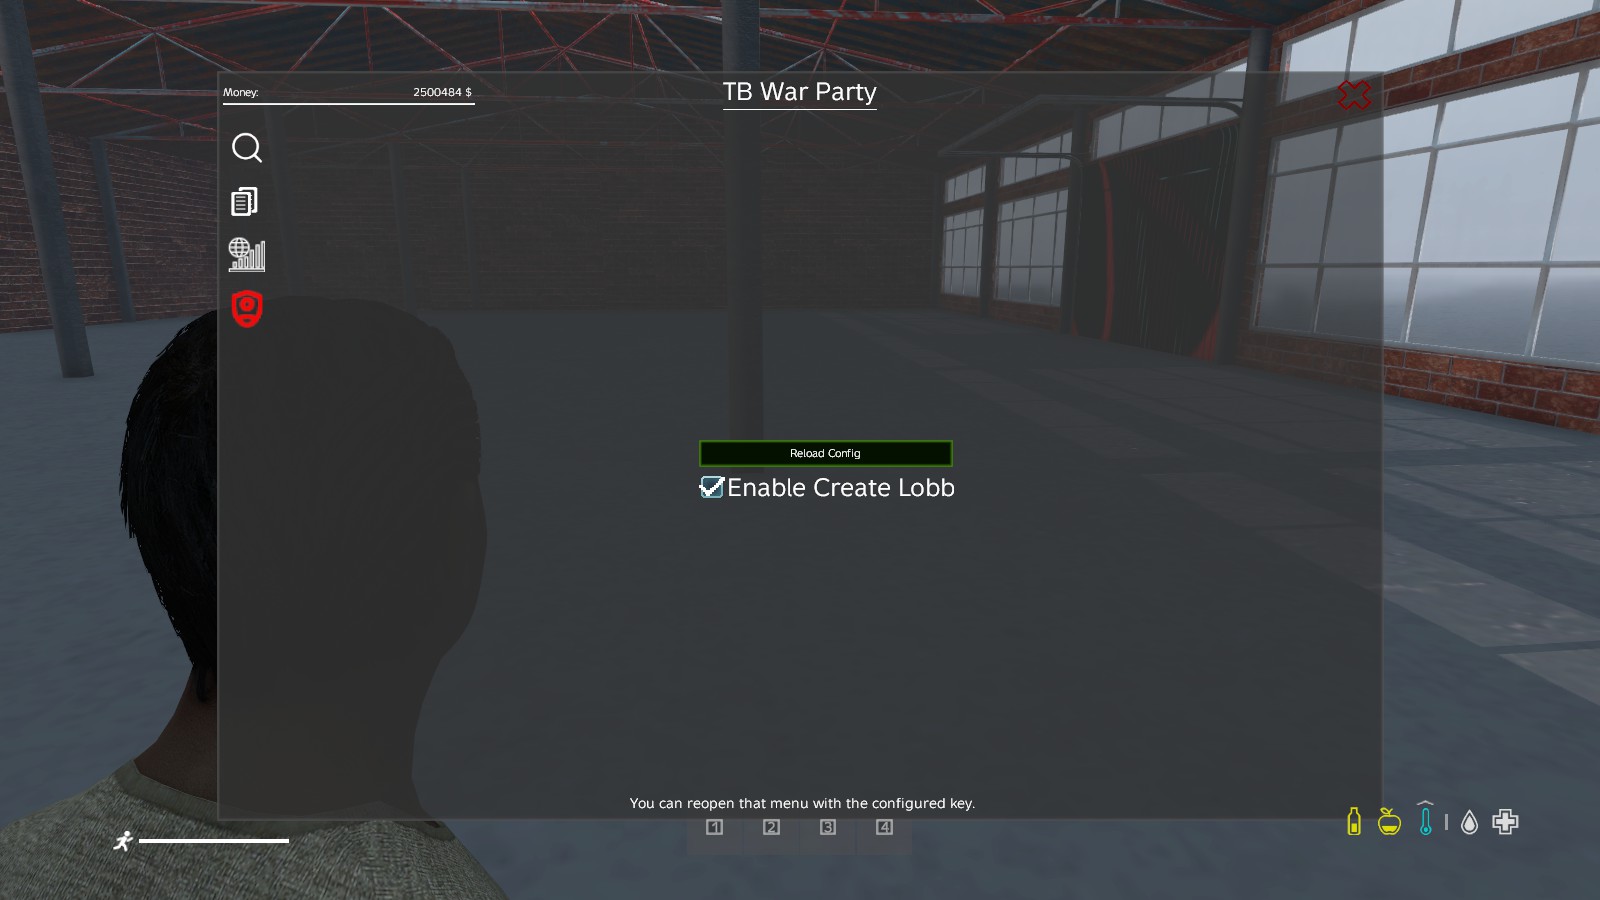 Money: 2500484 $
TB War Party
Reload Config
Enable Create Lobb
You can reopen that menu with the configured key.
1 2 3 4